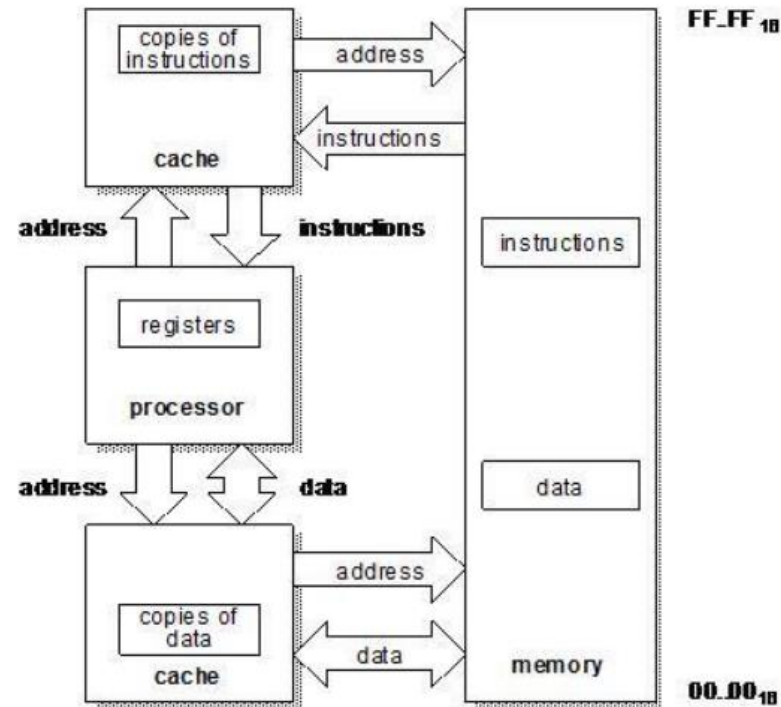 copies of
instructions
cache
address
instructions
FF..FF16
address
instructions
instructions
registers
processor
address
data
data
copies of
data
cache
address
data
memory
00..0016